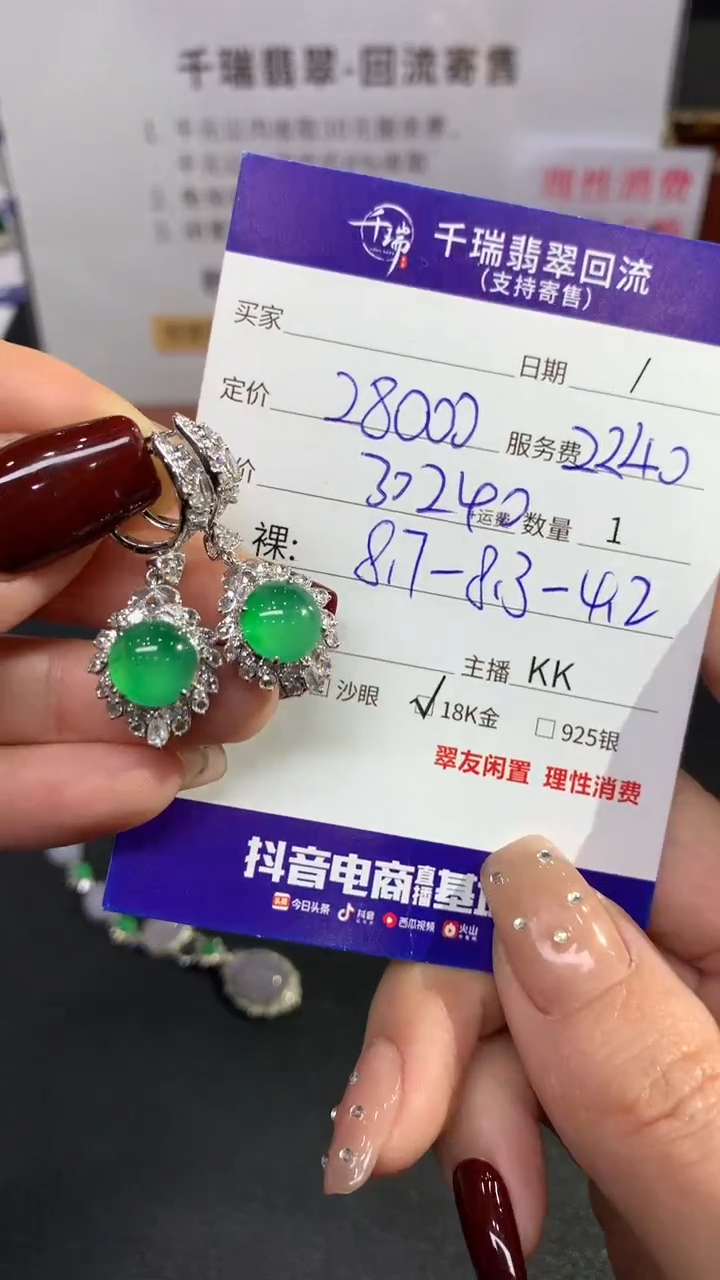 千瑞翡翠-回流寄售
理性消费
千瑞
千瑞翡翠回流
(支持寄售)
买家
日期 /
定价 28000 服务费 2240
价 30240 +运费 数量 1
裸: 8.7-8.3-4.2
主播 KK
沙眼 ☑18K金 □925银
翠友闲置 理性消费
抖音电商直播基
头条 今日头条 抖音 西瓜视频 火山